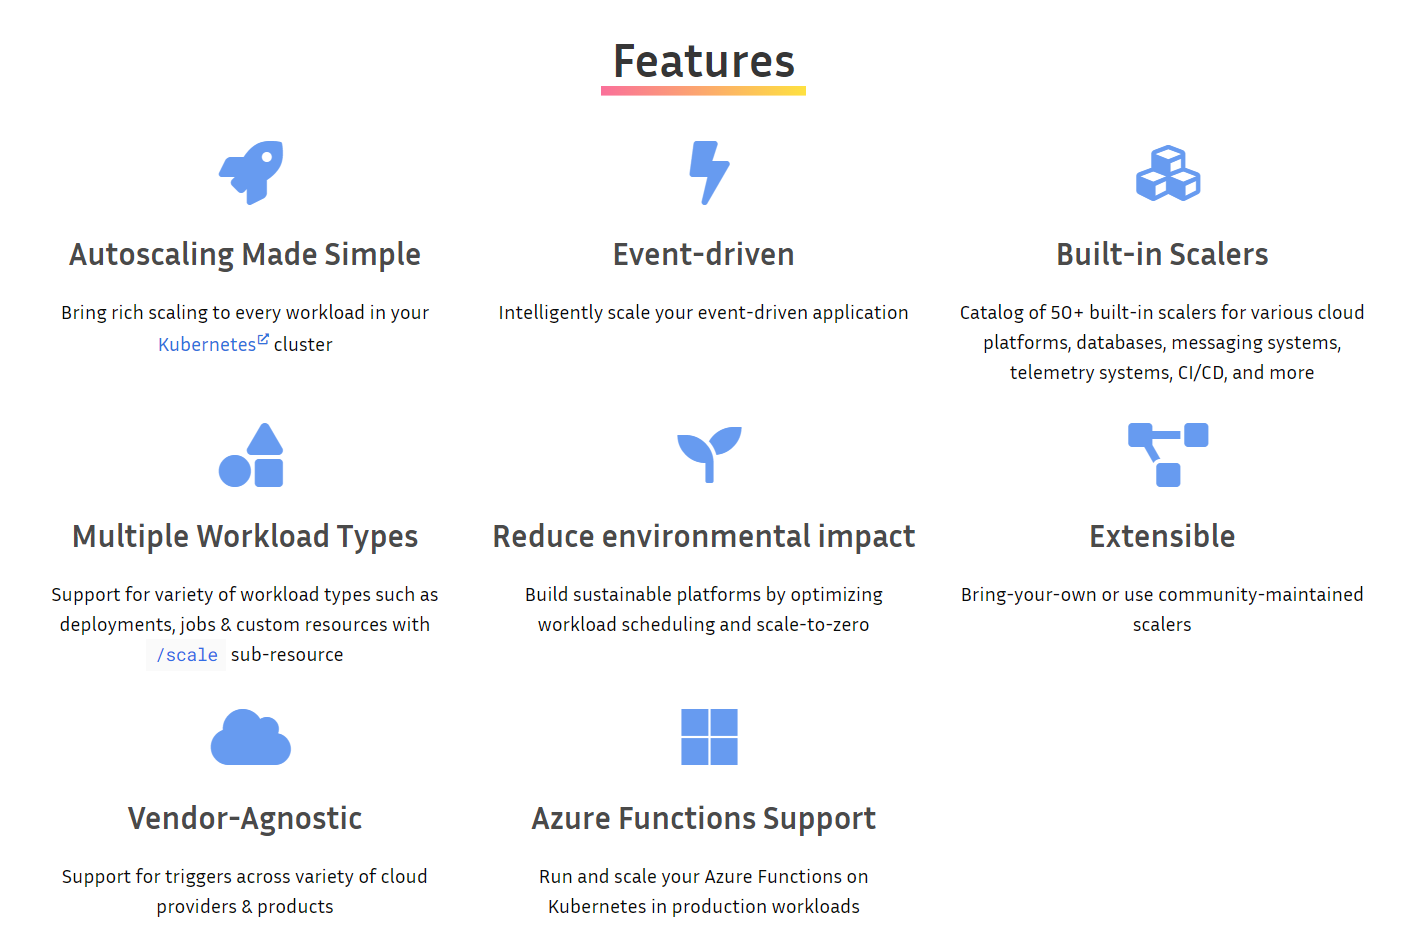 Features
Autoscaling Made Simple
Bring rich scaling to every workload in your
Kubernetes cluster
Event-driven
Intelligently scale your event-driven application
Built-in Scalers
Catalog of 50+ built-in scalers for various cloud
platforms, databases, messaging systems,
telemetry systems, CI/CD, and more
Multiple Workload Types
Support for variety of workload types such as
deployments, jobs & custom resources with
/scale sub-resource
Reduce environmental impact
Build sustainable platforms by optimizing
workload scheduling and scale-to-zero
Extensible
Bring-your-own or use community-maintained
scalers
Vendor-Agnostic
Support for triggers across variety of cloud
providers & products
Azure Functions Support
Run and scale your Azure Functions on
Kubernetes in production workloads